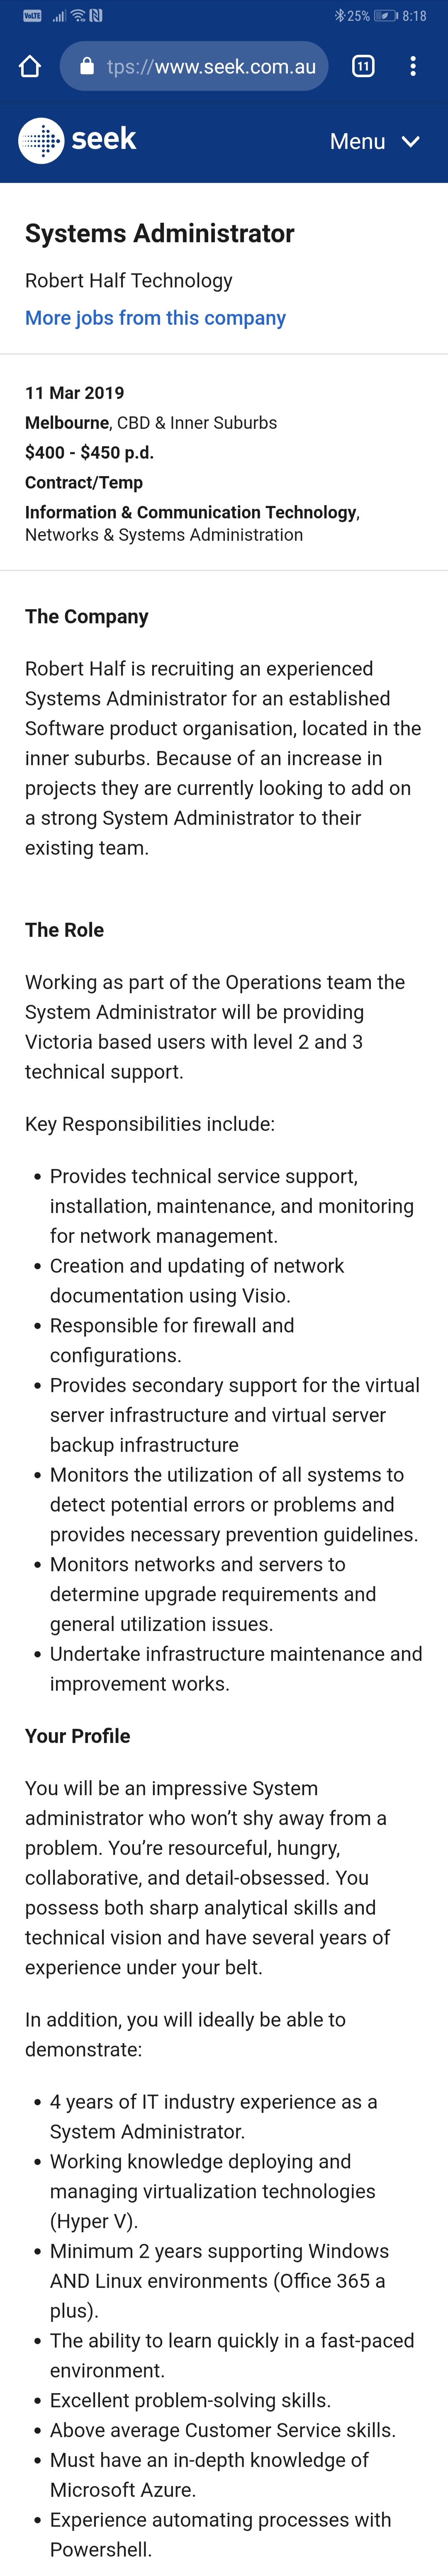 VoLTE 25% 8:18
tps://www.seek.com.au 11
seek Menu
Systems Administrator
Robert Half Technology
More jobs from this company
11 Mar 2019
Melbourne, CBD & Inner Suburbs
$400 - $450 p.d.
Contract/Temp
Information & Communication Technology,
Networks & Systems Administration
The Company
Robert Half is recruiting an experienced
Systems Administrator for an established
Software product organisation, located in the
inner suburbs. Because of an increase in
projects they are currently looking to add on
a strong System Administrator to their
existing team.
The Role
Working as part of the Operations team the
System Administrator will be providing
Victoria based users with level 2 and 3
technical support.
Key Responsibilities include:
• Provides technical service support,
installation, maintenance, and monitoring
for network management.
• Creation and updating of network
documentation using Visio.
• Responsible for firewall and
configurations.
• Provides secondary support for the virtual
server infrastructure and virtual server
backup infrastructure
• Monitors the utilization of all systems to
detect potential errors or problems and
provides necessary prevention guidelines.
• Monitors networks and servers to
determine upgrade requirements and
general utilization issues.
• Undertake infrastructure maintenance and
improvement works.
Your Profile
You will be an impressive System
administrator who won’t shy away from a
problem. You’re resourceful, hungry,
collaborative, and detail-obsessed. You
possess both sharp analytical skills and
technical vision and have several years of
experience under your belt.
In addition, you will ideally be able to
demonstrate:
• 4 years of IT industry experience as a
System Administrator.
• Working knowledge deploying and
managing virtualization technologies
(Hyper V).
• Minimum 2 years supporting Windows
AND Linux environments (Office 365 a
plus).
• The ability to learn quickly in a fast-paced
environment.
• Excellent problem-solving skills.
• Above average Customer Service skills.
• Must have an in-depth knowledge of
Microsoft Azure.
• Experience automating processes with
Powershell.